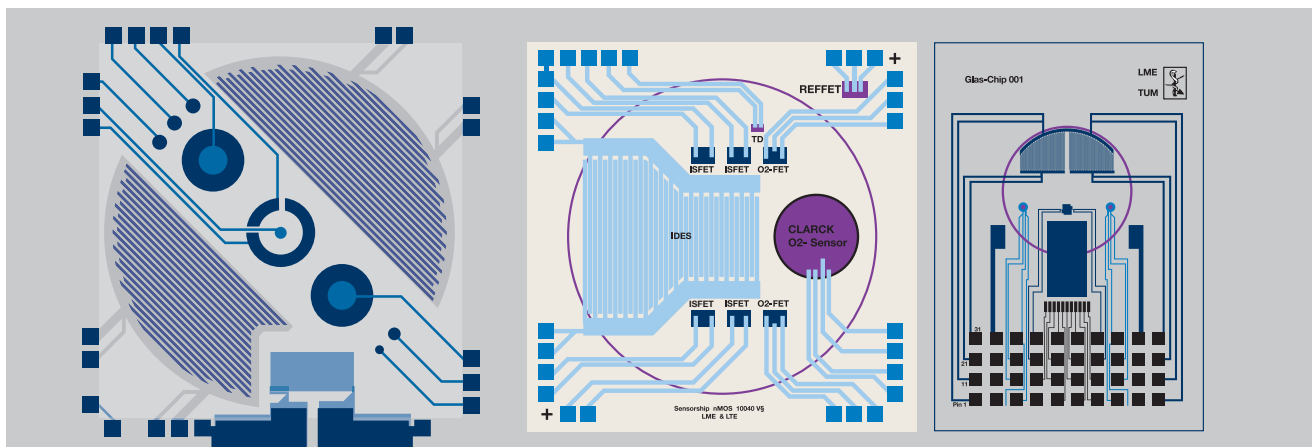 REFFET
TD
ISFET ISFET O2-FET
IDES
CLARCK
O2- Sensor
ISFET ISFET O2-FET
Sensorship nMOS 10040 V§
LME & LTE
Glas-Chip 001
LME
TUM
31
21
11
Pin 1